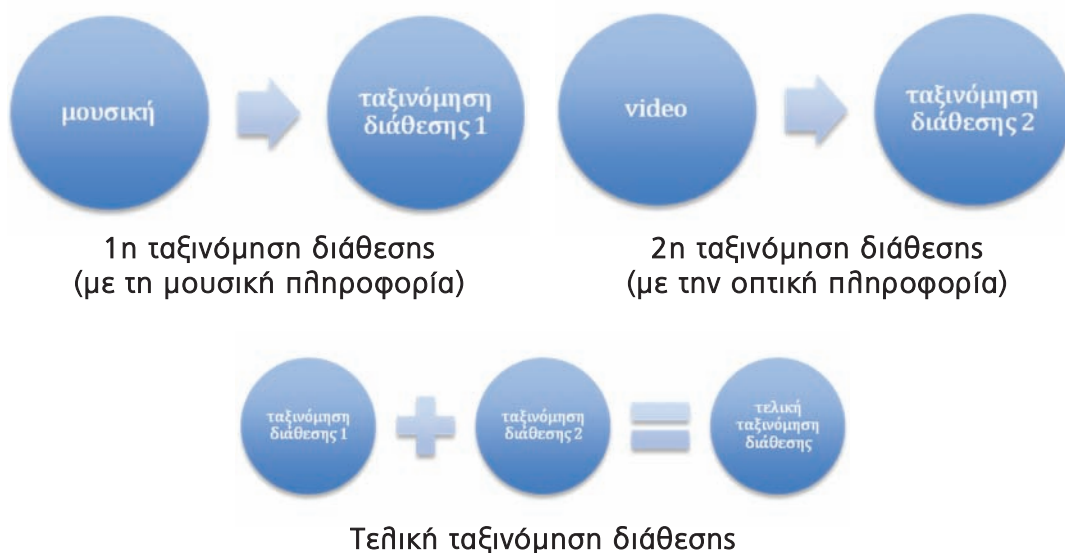 μουσική
ταξινόμηση
διάθεσης 1
video
ταξινόμηση
διάθεσης 2
1η ταξινόμηση διάθεσης
(με τη μουσική πληροφορία)
2η ταξινόμηση διάθεσης
(με την οπτική πληροφορία)
ταξινόμηση
διάθεσης 1
ταξινόμηση
διάθεσης 2
τελική
ταξινόμηση
διάθεσης
Τελική ταξινόμηση διάθεσης